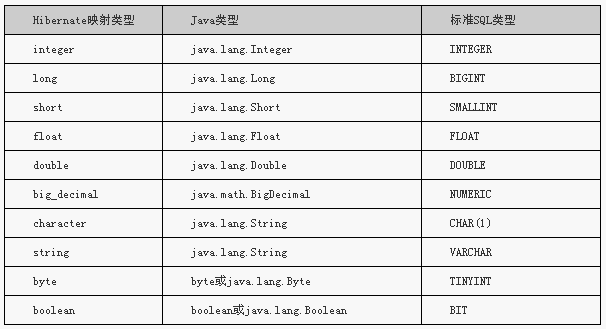 Hibernate映射类型 Java类型 标准SQL类型
integer java.lang.Integer INTEGER
long java.lang.Long BIGINT
short java.lang.Short SMALLINT
float java.lang.Float FLOAT
double java.lang.Double DOUBLE
big_decimal java.math.BigDecimal NUMERIC
character java.lang.String CHAR(1)
string java.lang.String VARCHAR
byte byte或java.lang.Byte TINYINT
boolean boolean或java.lang.Boolean BIT